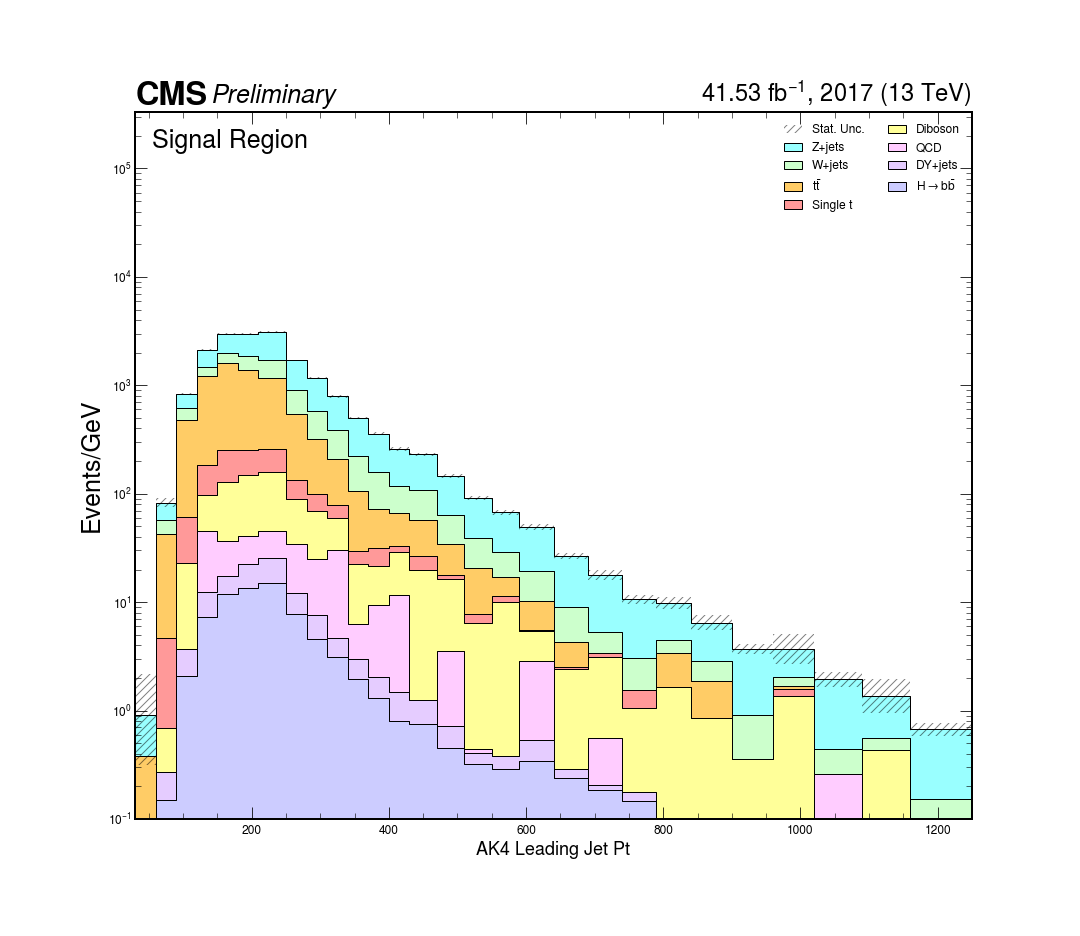 CMS Preliminary 41.53 fb⁻¹, 2017 (13 TeV)
Signal Region
Stat. Unc.
Z+jets
W+jets
tt̄
Single t
Diboson
QCD
DY+jets
H→bb̄
10⁵
10⁴
10³
10²
10¹
10⁰
10⁻¹
Events/GeV
200 400 600 800 1000 1200
AK4 Leading Jet Pt